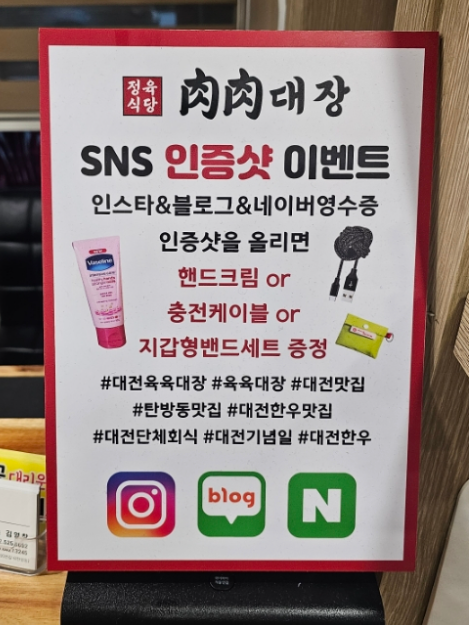 정육식당 肉肉대장
SNS 인증샷 이벤트
인스타&블로그&네이버영수증
인증샷을 올리면
핸드크림 or
충전케이블 or
지갑형밴드세트 증정
#대전육육대장 #육육대장 #대전맛집
#탄방동맛집 #대전한우맛집
#대전단체회식 #대전기념일 #대전한우
blog N
Vaseline
대리운